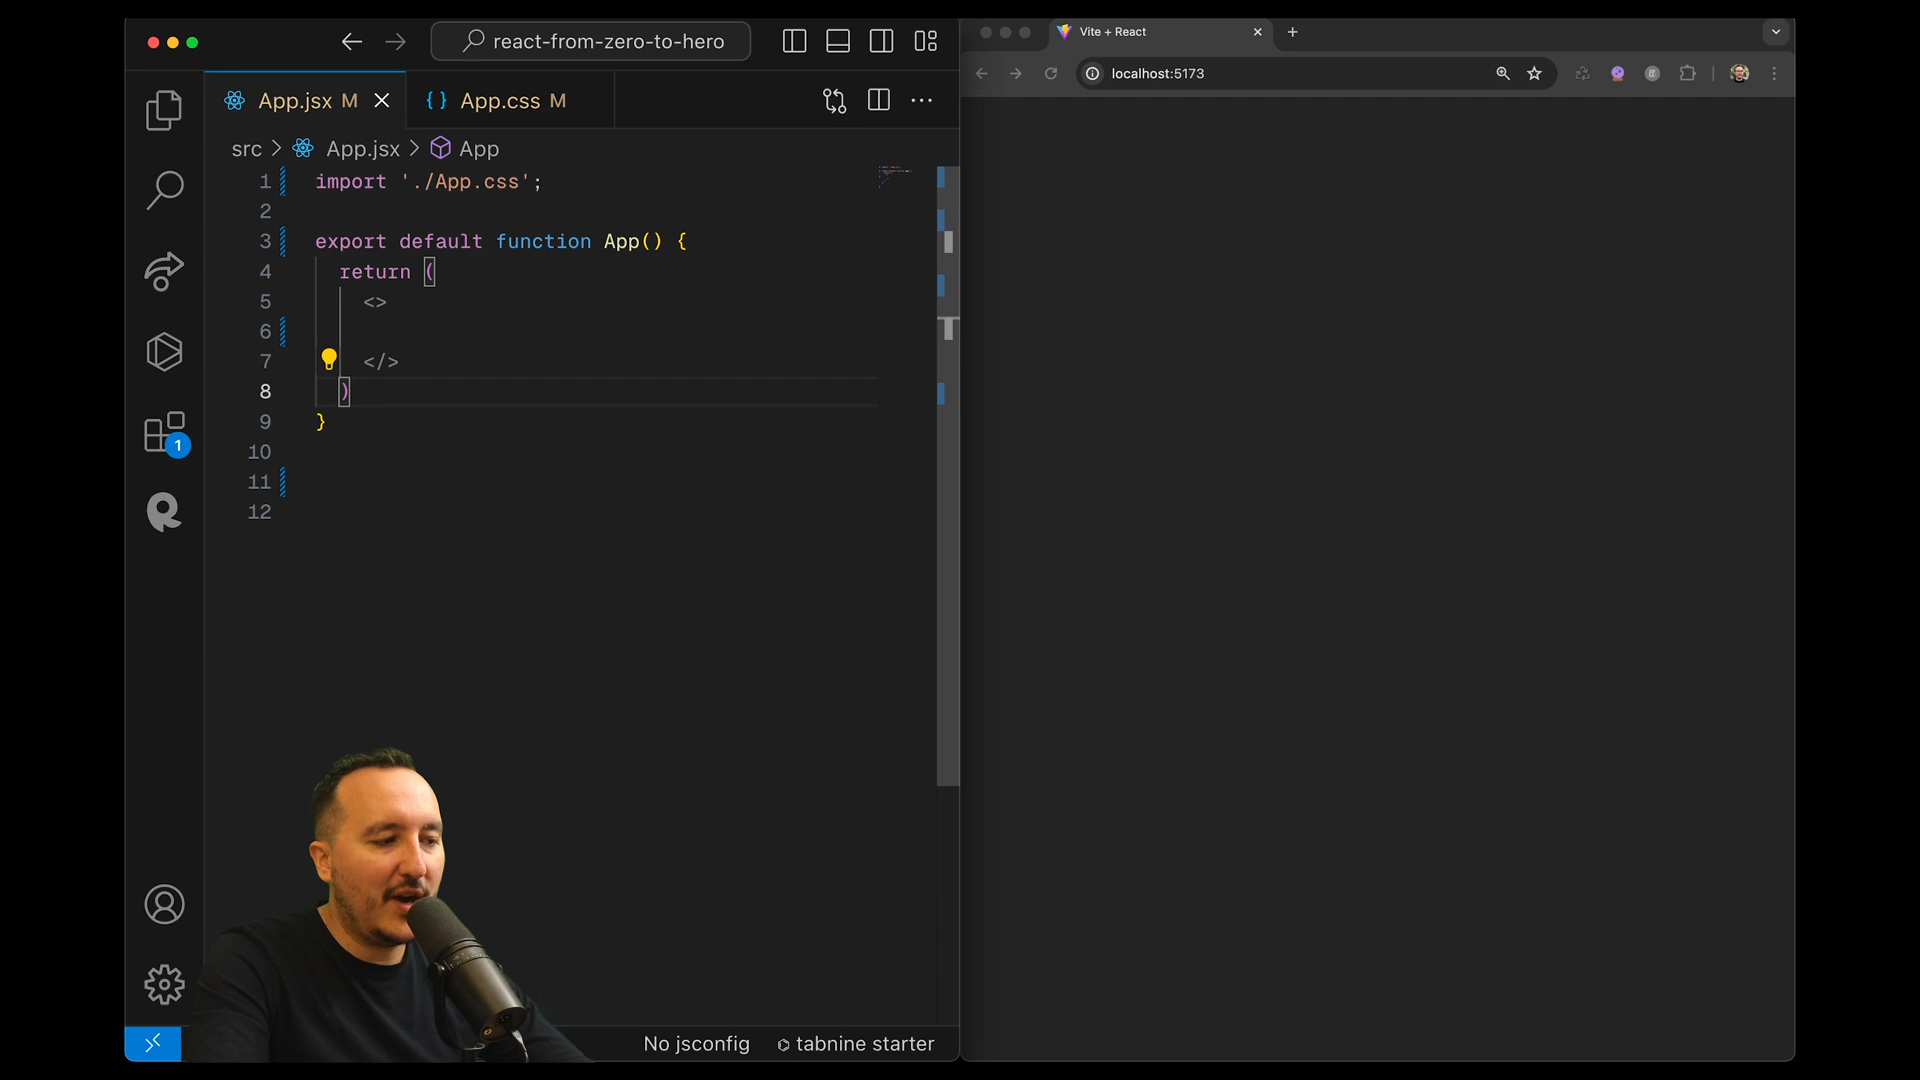 react-from-zero-to-hero
App.jsx M
{ } App.css M
src > App.jsx > App
1 import './App.css';
2
3 export default function App() {
4 return (
5 <>
6
7 </>
8 )
9 }
10
11
12
1
No jsconfig
tabnine starter
Vite + React
localhost:5173